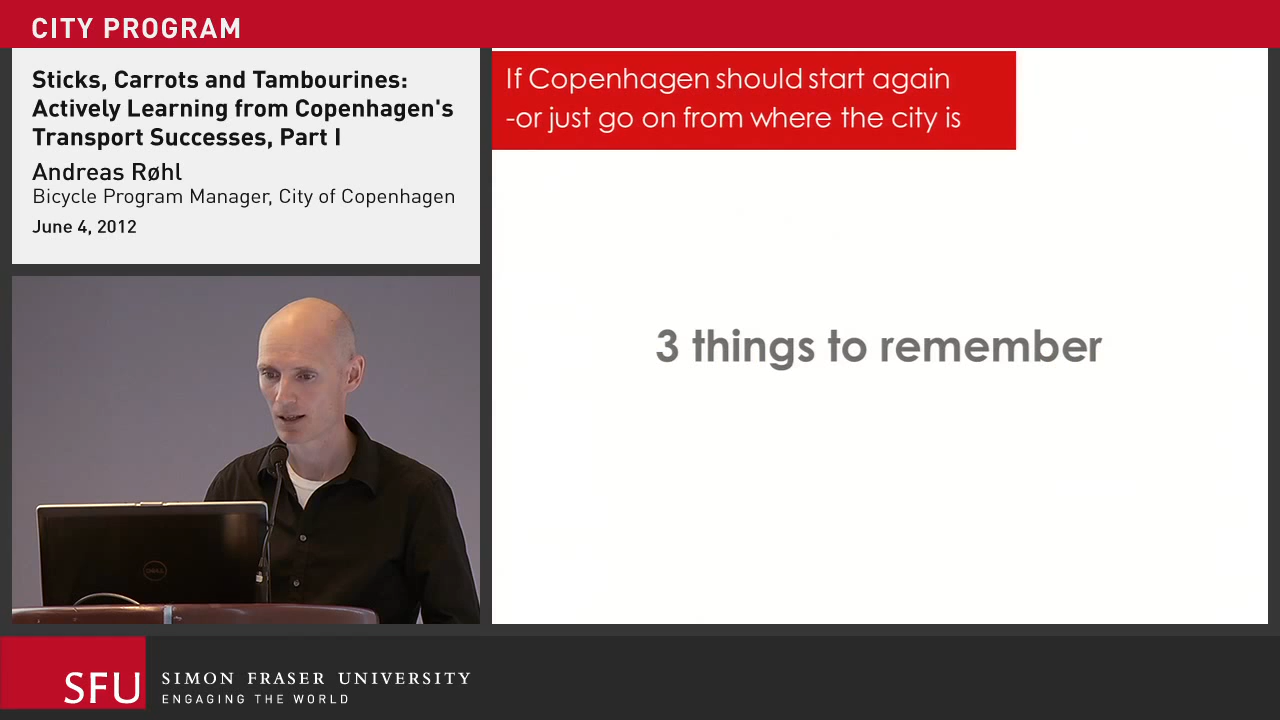 CITY PROGRAM
Sticks, Carrots and Tambourines:
Actively Learning from Copenhagen's
Transport Successes, Part I
Andreas Røhl
Bicycle Program Manager, City of Copenhagen
June 4, 2012
If Copenhagen should start again
-or just go on from where the city is
3 things to remember
DELL
SFU
SIMON FRASER UNIVERSITY
ENGAGING THE WORLD